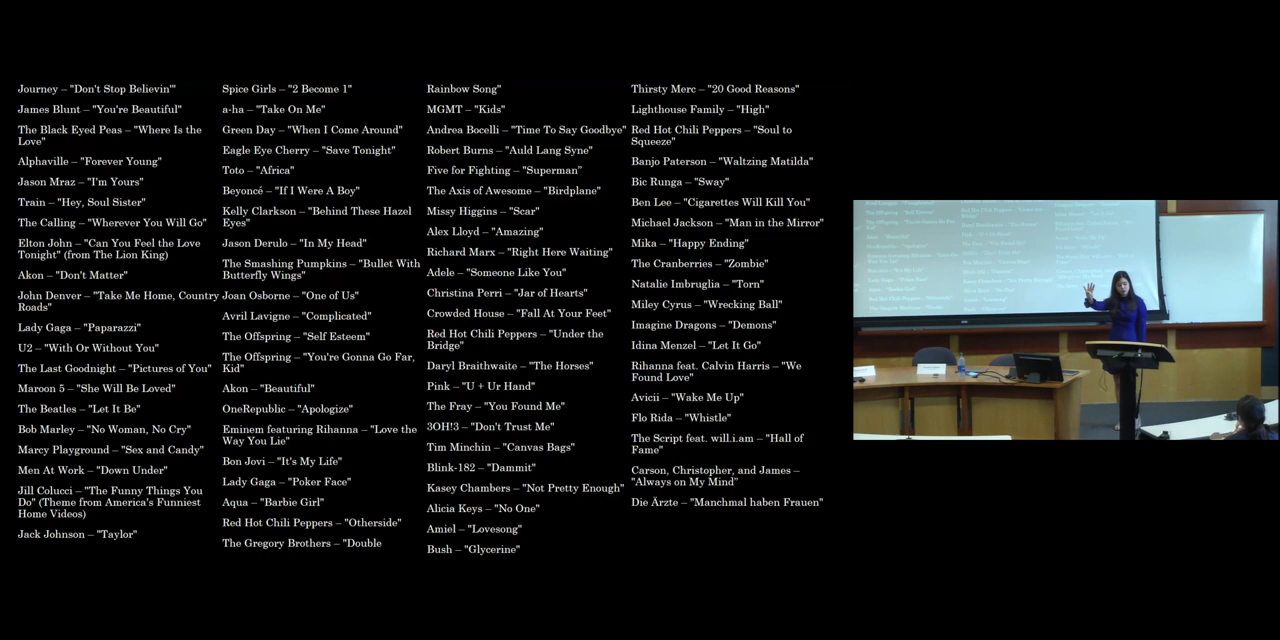 Journey – "Don't Stop Believin'"
James Blunt – "You're Beautiful"
The Black Eyed Peas – "Where Is the
Love"
Alphaville – "Forever Young"
Jason Mraz – "I'm Yours"
Train – "Hey, Soul Sister"
The Calling – "Wherever You Will Go"
Elton John – "Can You Feel the Love
Tonight" (from The Lion King)
Akon – "Don't Matter"
John Denver – "Take Me Home, Country
Roads"
Lady Gaga – "Paparazzi"
U2 – "With Or Without You"
The Last Goodnight – "Pictures of You"
Maroon 5 – "She Will Be Loved"
The Beatles – "Let It Be"
Bob Marley – "No Woman, No Cry"
Marcy Playground – "Sex and Candy"
Men At Work – "Down Under"
Jill Colucci – "The Funny Things You
Do" (Theme from America's Funniest
Home Videos)
Jack Johnson – "Taylor"
Spice Girls – "2 Become 1"
a-ha – "Take On Me"
Green Day – "When I Come Around"
Eagle Eye Cherry – "Save Tonight"
Toto – "Africa"
Beyoncé – "If I Were A Boy"
Kelly Clarkson – "Behind These Hazel
Eyes"
Jason Derulo – "In My Head"
The Smashing Pumpkins – "Bullet With
Butterfly Wings"
Joan Osborne – "One of Us"
Avril Lavigne – "Complicated"
The Offspring – "Self Esteem"
The Offspring – "You're Gonna Go Far,
Kid"
Akon – "Beautiful"
OneRepublic – "Apologize"
Eminem featuring Rihanna – "Love the
Way You Lie"
Bon Jovi – "It's My Life"
Lady Gaga – "Poker Face"
Aqua – "Barbie Girl"
Red Hot Chili Peppers – "Otherside"
The Gregory Brothers – "Double
Rainbow Song"
MGMT – "Kids"
Andrea Bocelli – "Time To Say Goodbye"
Robert Burns – "Auld Lang Syne"
Five for Fighting – "Superman"
The Axis of Awesome – "Birdplane"
Missy Higgins – "Scar"
Alex Lloyd – "Amazing"
Richard Marx – "Right Here Waiting"
Adele – "Someone Like You"
Christina Perri – "Jar of Hearts"
Crowded House – "Fall At Your Feet"
Red Hot Chili Peppers – "Under the
Bridge"
Daryl Braithwaite – "The Horses"
Pink – "U + Ur Hand"
The Fray – "You Found Me"
3OH!3 – "Don't Trust Me"
Tim Minchin – "Canvas Bags"
Blink-182 – "Dammit"
Kasey Chambers – "Not Pretty Enough"
Alicia Keys – "No One"
Amiel – "Lovesong"
Bush – "Glycerine"
Thirsty Merc – "20 Good Reasons"
Lighthouse Family – "High"
Red Hot Chili Peppers – "Soul to
Squeeze"
Banjo Paterson – "Waltzing Matilda"
Bic Runga – "Sway"
Ben Lee – "Cigarettes Will Kill You"
Michael Jackson – "Man in the Mirror"
Mika – "Happy Ending"
The Cranberries – "Zombie"
Natalie Imbruglia – "Torn"
Miley Cyrus – "Wrecking Ball"
Imagine Dragons – "Demons"
Idina Menzel – "Let It Go"
Rihanna feat. Calvin Harris – "We
Found Love"
Avicii – "Wake Me Up"
Flo Rida – "Whistle"
The Script feat. will.i.am – "Hall of
Fame"
Carson, Christopher, and James –
"Always on My Mind"
Die Ärzte – "Manchmal haben Frauen"